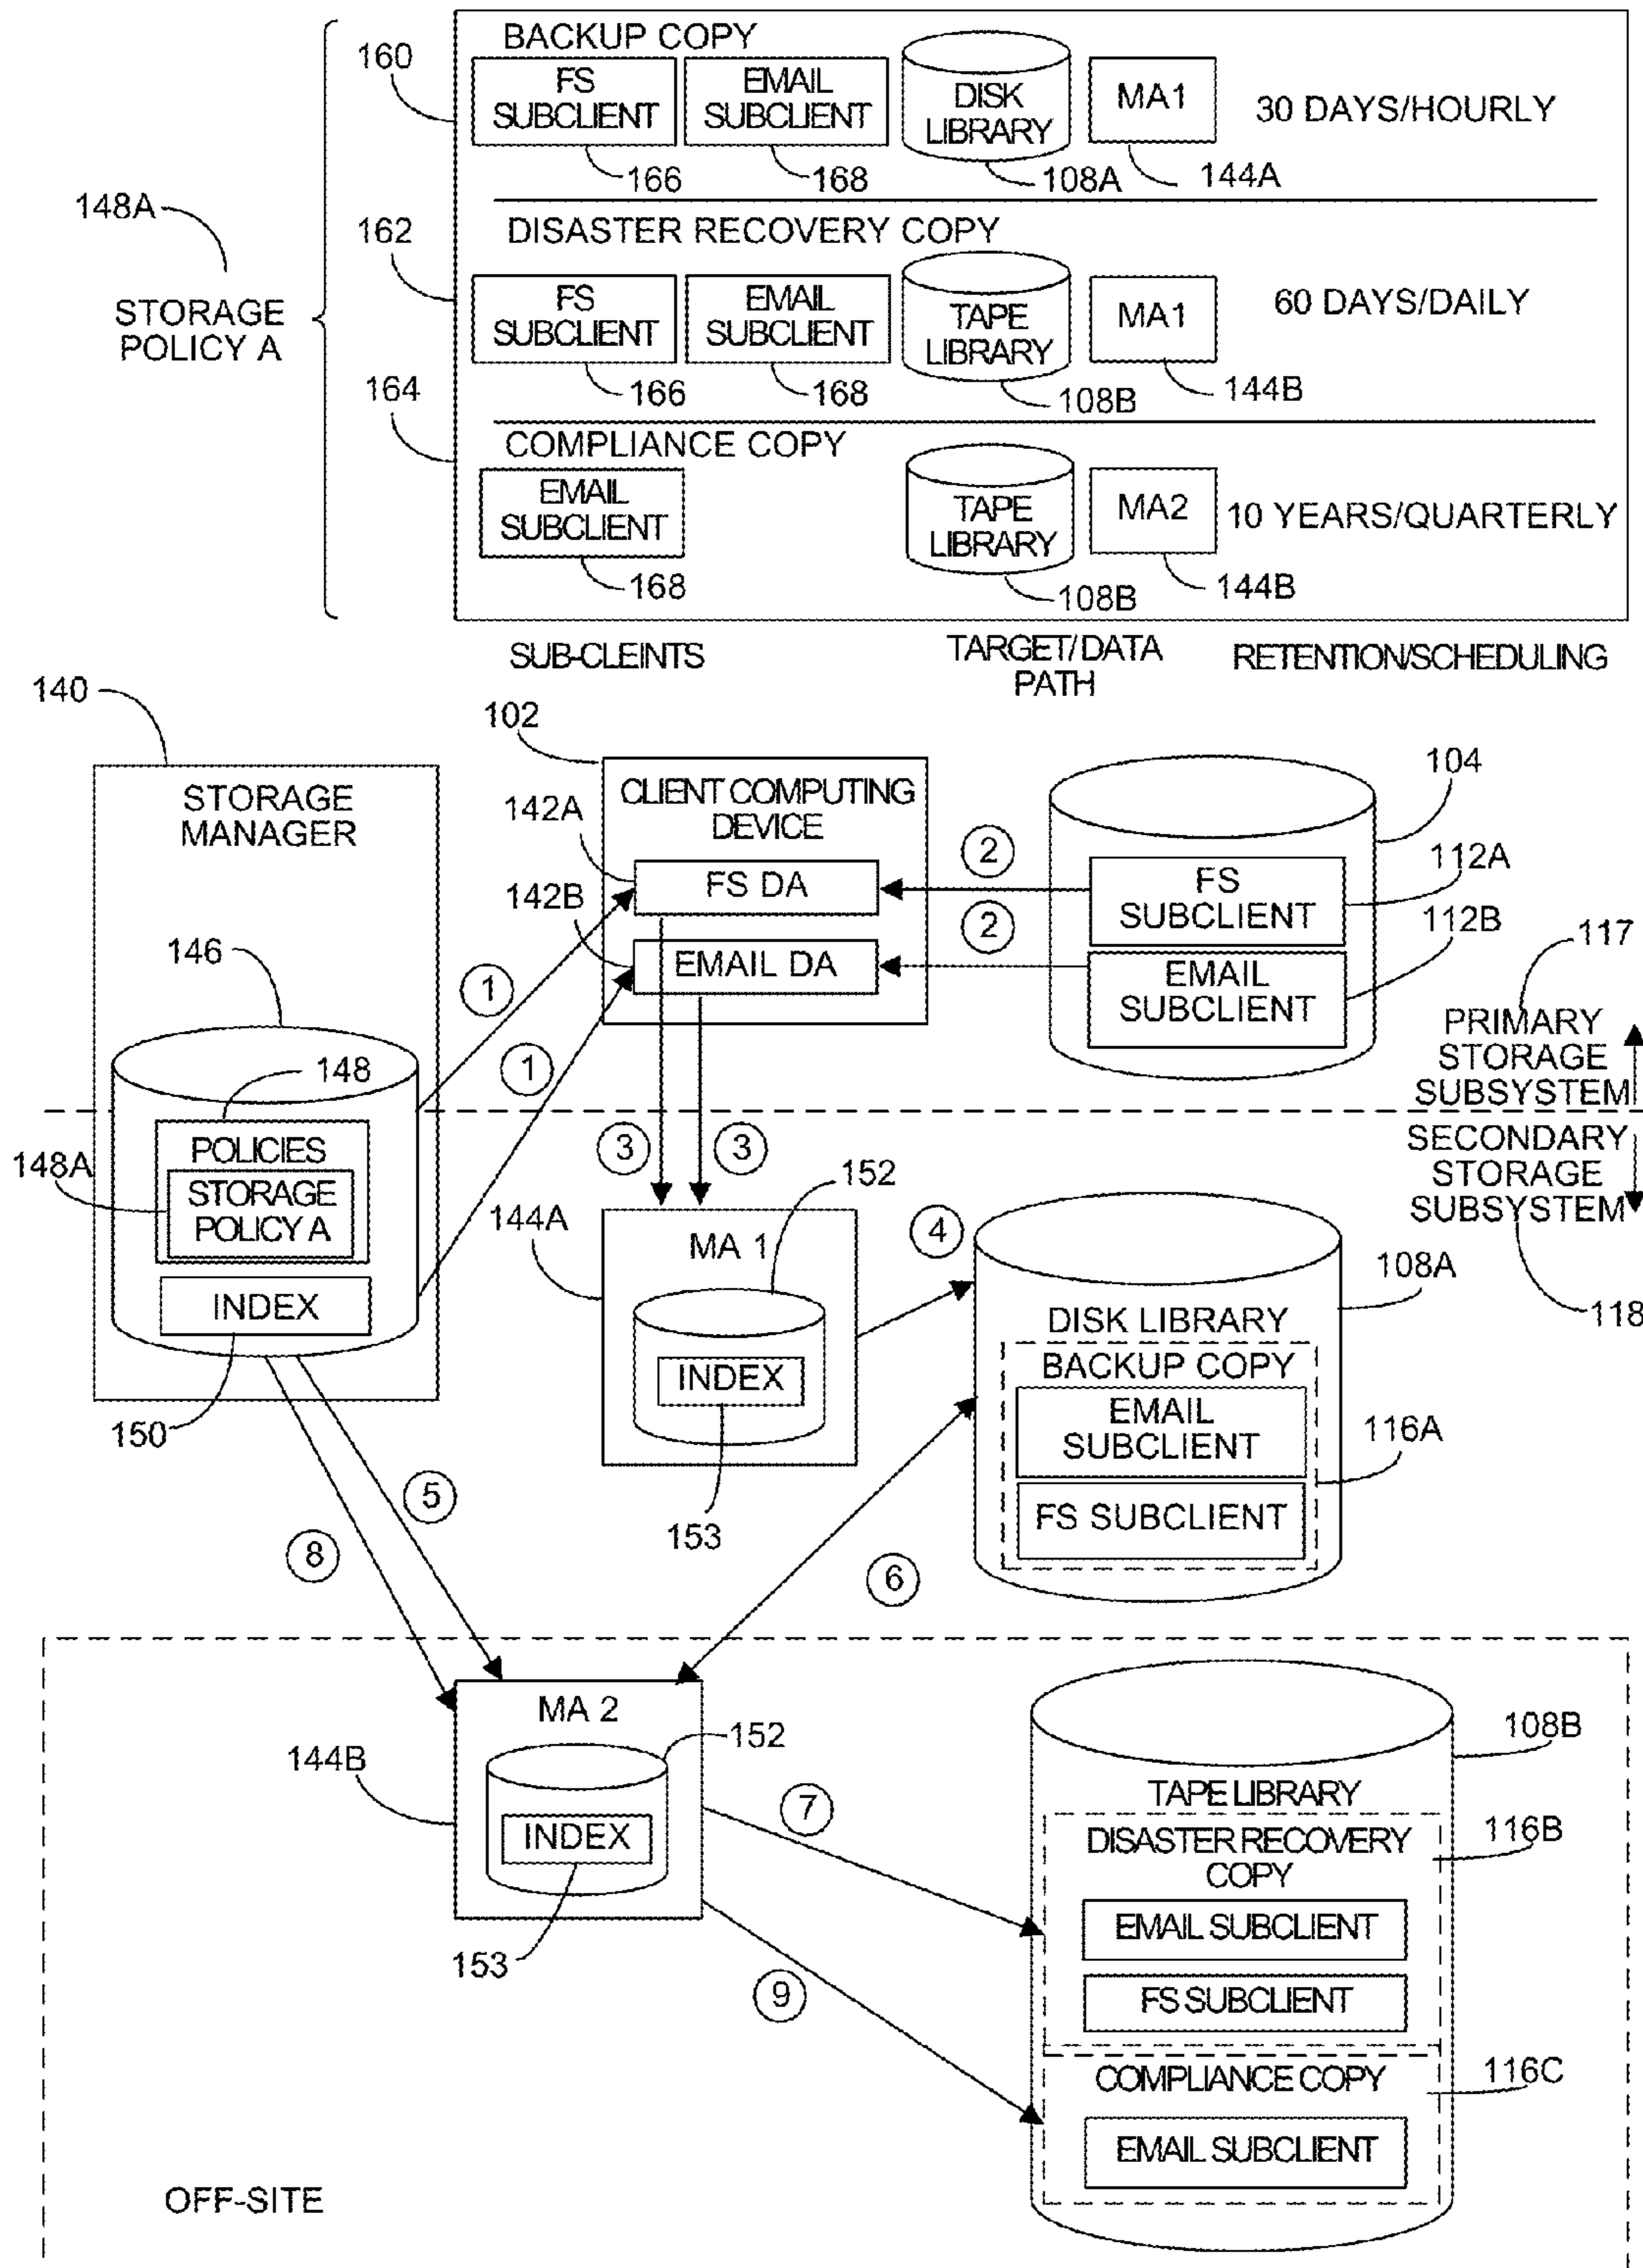 BACKUP COPY
160
FS
SUBCLIENT
EMAIL
SUBCLIENT
DISK
LIBRARY
MA1
30 DAYS/HOURLY
166
168
108A
144A
148A
STORAGE
POLICY A
162
DISASTER RECOVERY COPY
FS
SUBCLIENT
EMAIL
SUBCLIENT
TAPE
LIBRARY
MA1
60 DAYS/DAILY
166
168
108B
144B
164
COMPLIANCE COPY
EMAIL
SUBCLIENT
TAPE
LIBRARY
MA2
10 YEARS/QUARTERLY
168
108B
144B
SUB-CLEINTS
TARGET/DATA
PATH
RETENTION/SCHEDULING
140
STORAGE
MANAGER
102
CLIENT COMPUTING
DEVICE
142A
FS DA
142B
EMAIL DA
2
2
104
FS
SUBCLIENT
112A
EMAIL
SUBCLIENT
112B
117
PRIMARY
STORAGE
SUBSYSTEM
SECONDARY
STORAGE
SUBSYSTEM
118
146
148
POLICIES
148A
STORAGE
POLICY A
INDEX
150
1
1
3
3
152
144A
MA 1
INDEX
153
4
108A
DISK LIBRARY
BACKUP COPY
EMAIL
SUBCLIENT
116A
FS SUBCLIENT
5
8
6
MA 2
152
144B
INDEX
153
7
9
108B
TAPE LIBRARY
DISASTER RECOVERY
COPY
116B
EMAIL SUBCLIENT
FS SUBCLIENT
COMPLIANCE COPY
116C
EMAIL SUBCLIENT
OFF-SITE